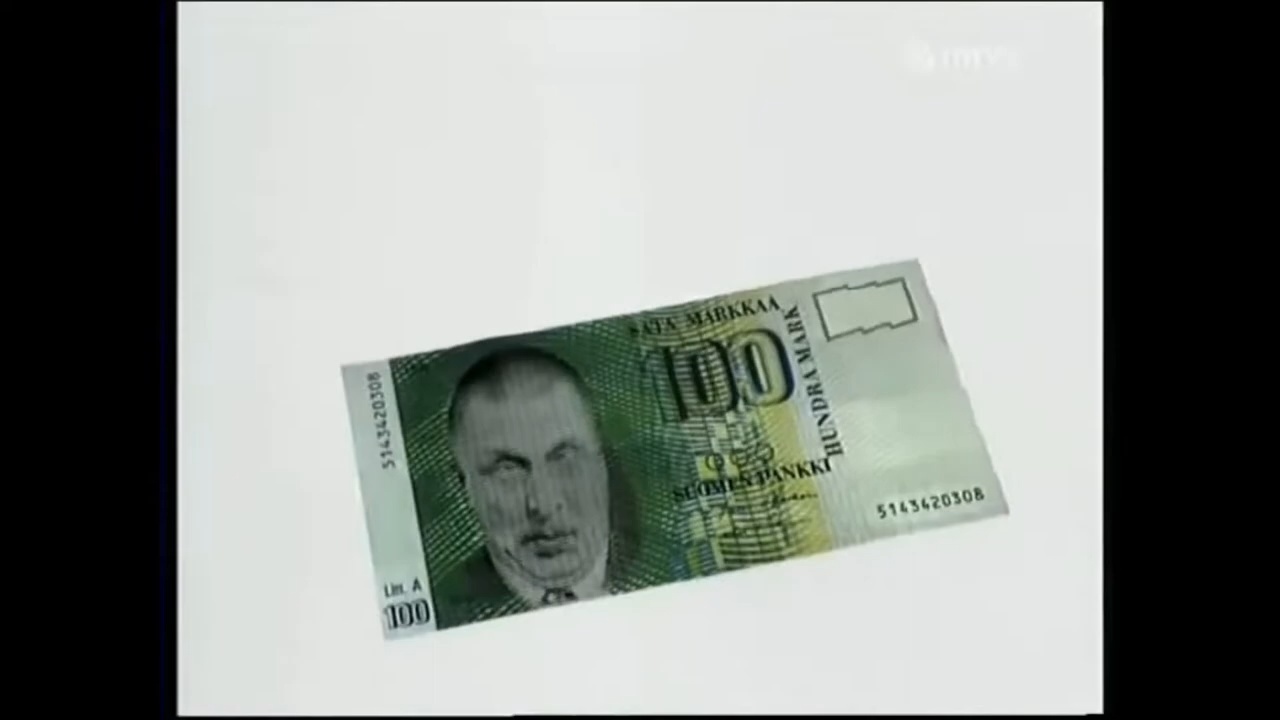 SATA MARKKAA
100
HUNDRA MARK
5143420308
SUOMEN PANKKI
5143420308
Litt. A
100